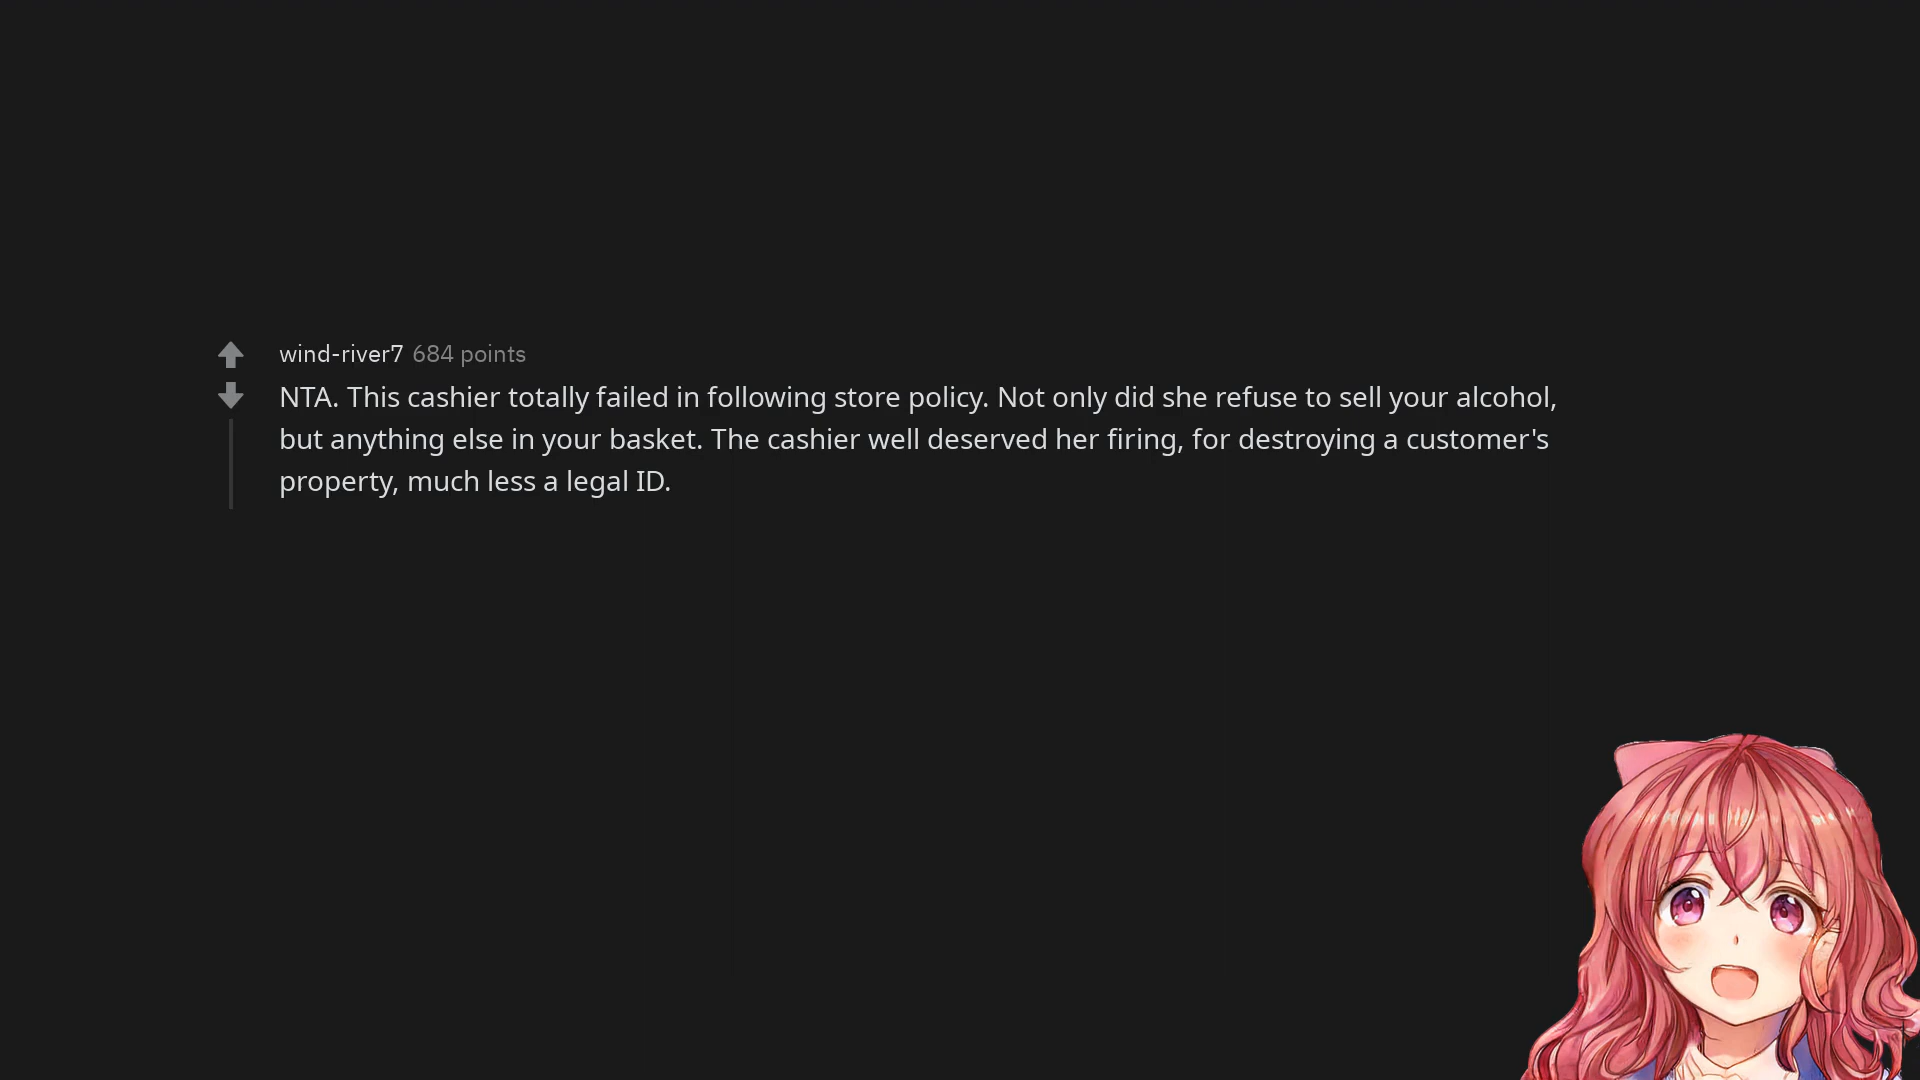 wind-river7 684 points
NTA. This cashier totally failed in following store policy. Not only did she refuse to sell your alcohol,
but anything else in your basket. The cashier well deserved her firing, for destroying a customer's
property, much less a legal ID.